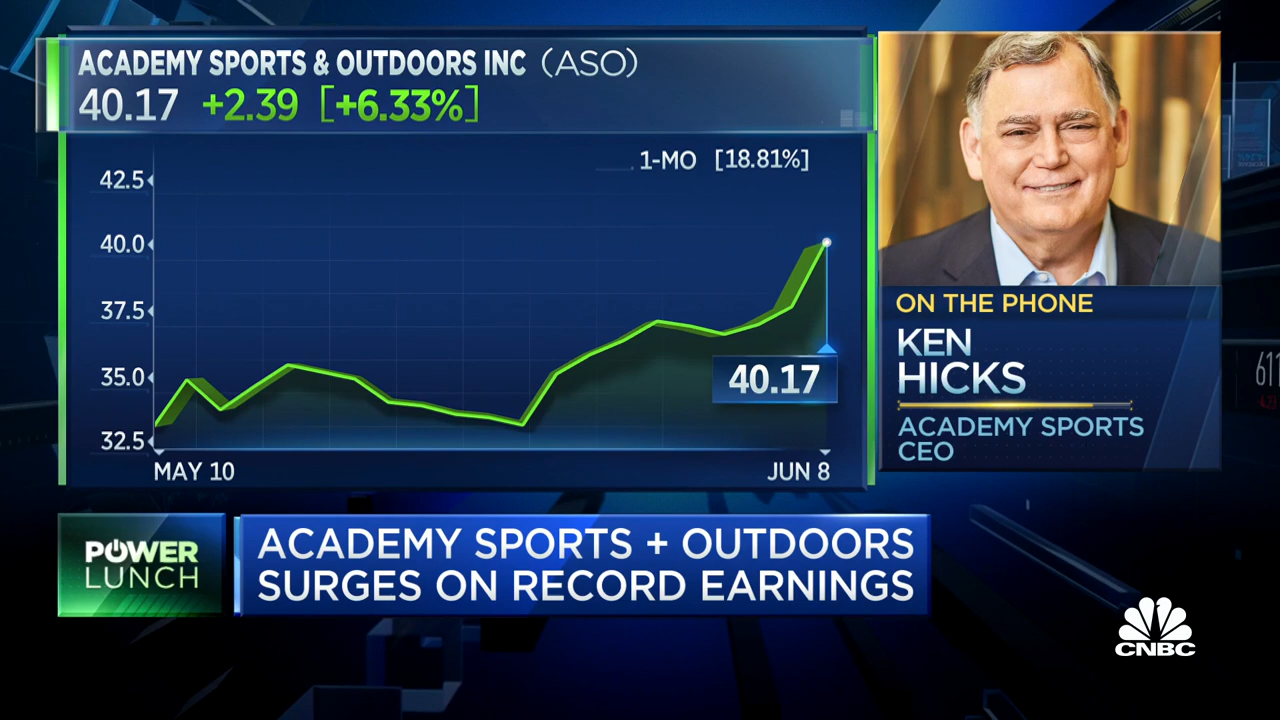 ACADEMY SPORTS & OUTDOORS INC (ASO)
40.17 +2.39 [+6.33%]
1-MO [18.81%]
42.5
40.0
37.5
35.0
32.5
40.17
MAY 10
JUN 8
ON THE PHONE
KEN
HICKS
ACADEMY SPORTS
CEO
611
POWER
LUNCH
ACADEMY SPORTS + OUTDOORS
SURGES ON RECORD EARNINGS
CNBC